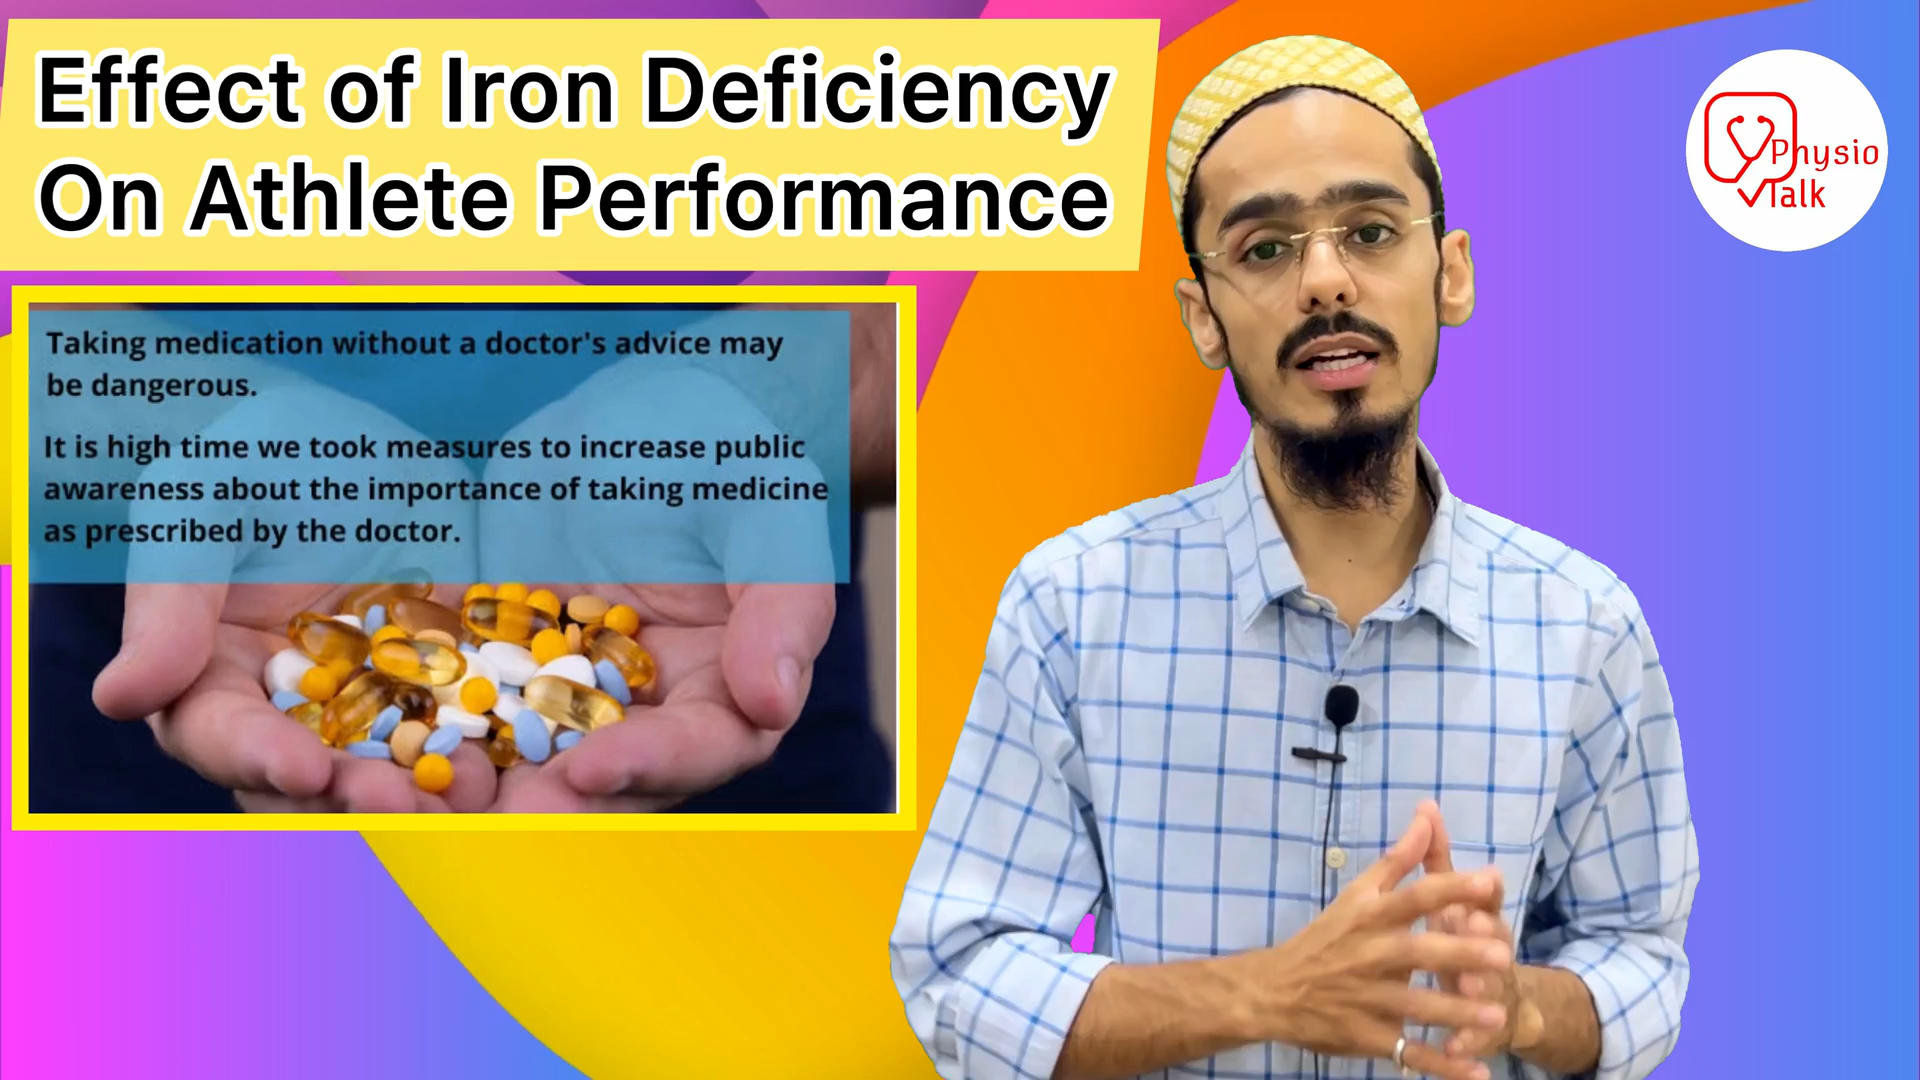 Effect of Iron Deficiency
On Athlete Performance
Physio
Talk
Taking medication without a doctor's advice may
be dangerous.
It is high time we took measures to increase public
awareness about the importance of taking medicine
as prescribed by the doctor.